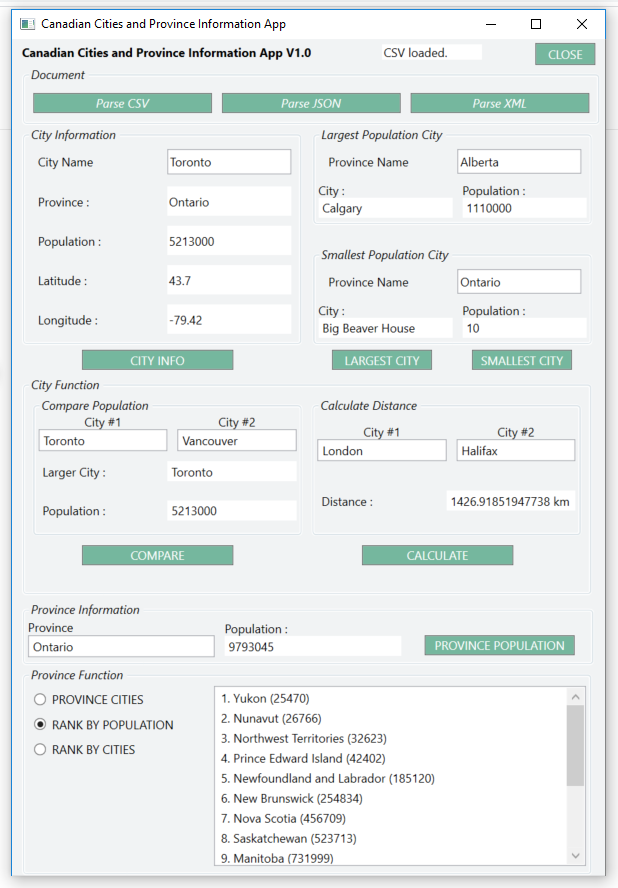 Canadian Cities and Province Information App
Canadian Cities and Province Information App V1.0
CSV loaded.
CLOSE
Document
Parse CSV
Parse JSON
Parse XML
City Information
City Name
Toronto
Province :
Ontario
Population :
5213000
Latitude :
43.7
Longitude :
-79.42
CITY INFO
Largest Population City
Province Name
Alberta
City :
Population :
Calgary
1110000
Smallest Population City
Province Name
Ontario
City :
Population :
Big Beaver House
10
LARGEST CITY
SMALLEST CITY
City Function
Compare Population
City #1
City #2
Toronto
Vancouver
Larger City :
Toronto
Population :
5213000
COMPARE
Calculate Distance
City #1
City #2
London
Halifax
Distance :
1426.91851947738 km
CALCULATE
Province Information
Province
Population :
Ontario
9793045
PROVINCE POPULATION
Province Function
PROVINCE CITIES
RANK BY POPULATION
RANK BY CITIES
1. Yukon (25470)
2. Nunavut (26766)
3. Northwest Territories (32623)
4. Prince Edward Island (42402)
5. Newfoundland and Labrador (185120)
6. New Brunswick (254834)
7. Nova Scotia (456709)
8. Saskatchewan (523713)
9. Manitoba (731999)